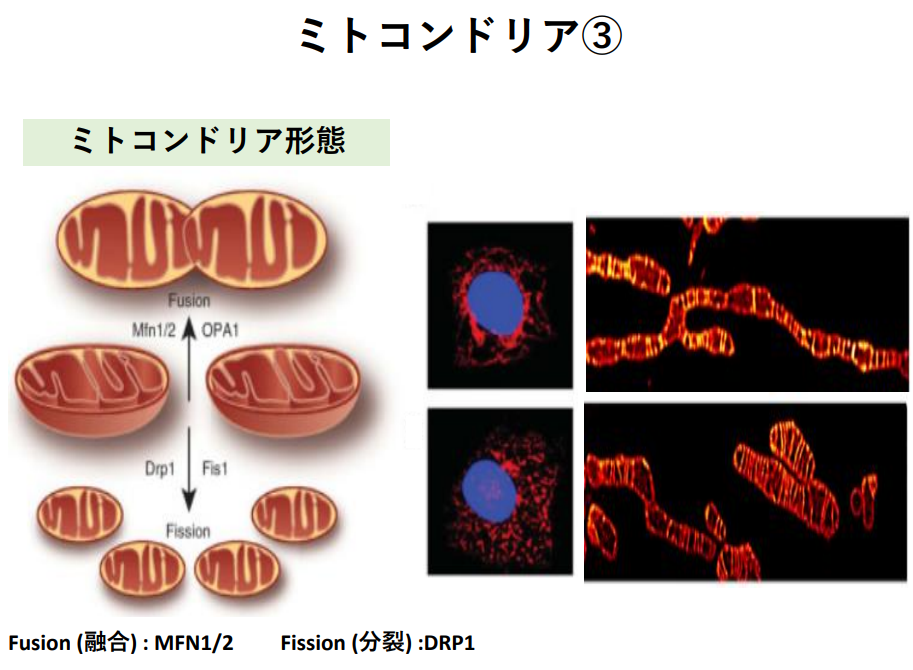 ミトコンドリア③
ミトコンドリア形態
Fusion
Mfn1/2 OPA1
Drp1 Fis1
Fission
Fusion (融合) : MFN1/2 Fission (分裂) :DRP1